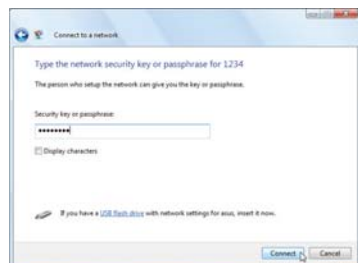 Connect to a network
Type the network security key or passphrase for 1234
The person who setup the network can give you the key or passphrase.
Security key or passphrase:
••••••••
Display characters
If you have a USB flash drive with network settings for asus, insert it now.
Connect Cancel